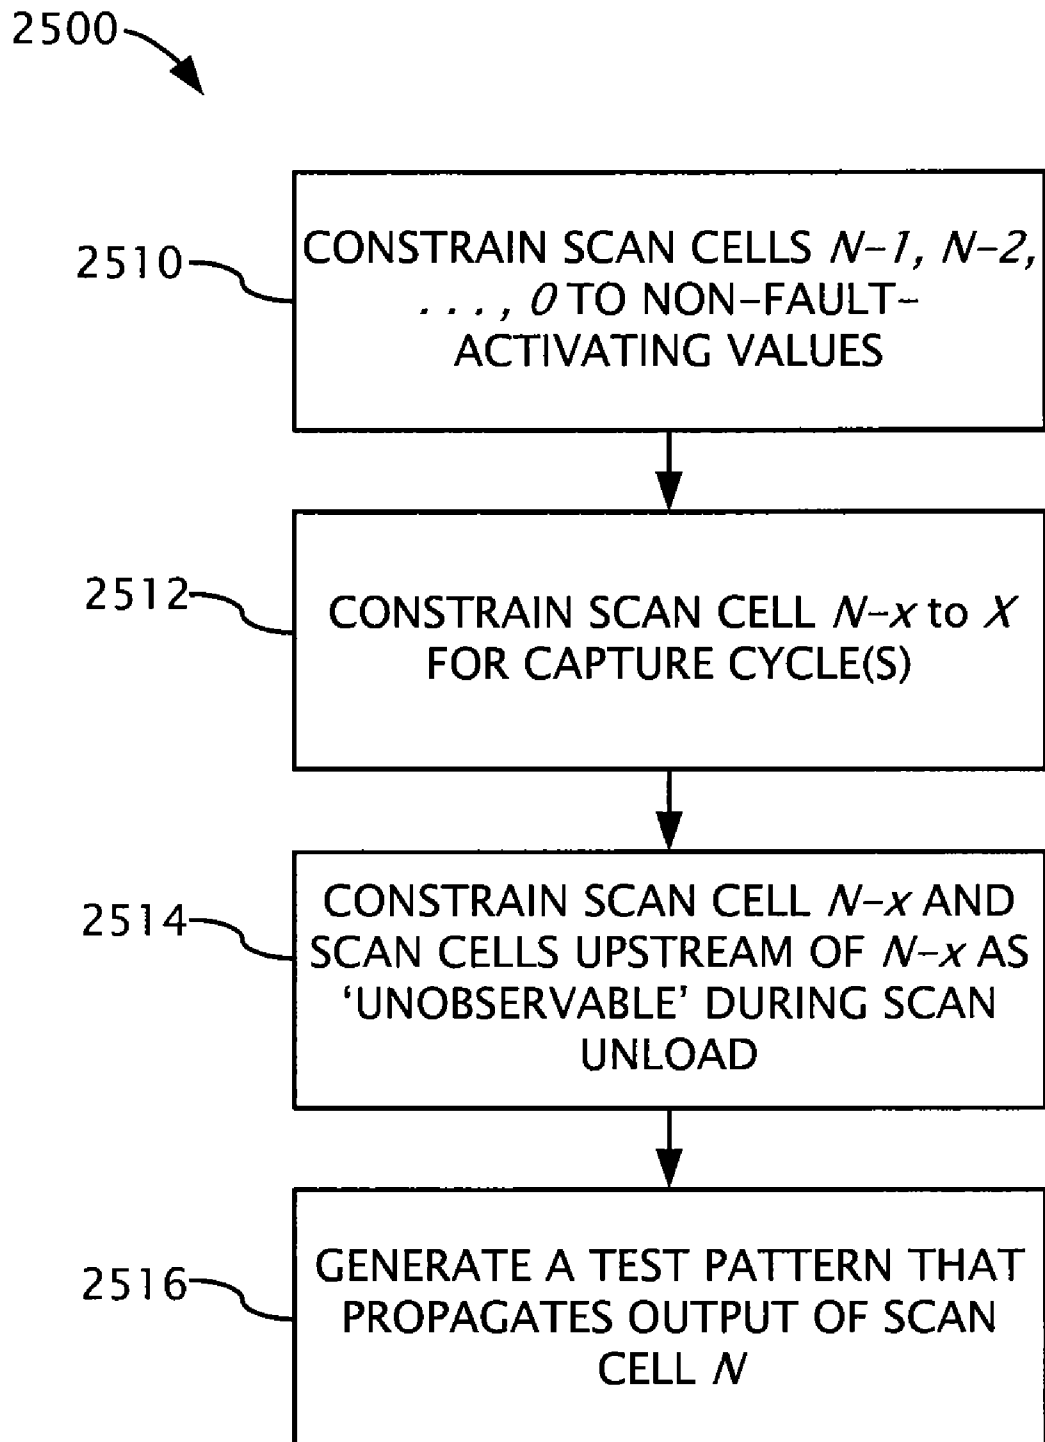 2500
2510
CONSTRAIN SCAN CELLS N-1, N-2,
. . . , 0 TO NON-FAULT-
ACTIVATING VALUES
2512
CONSTRAIN SCAN CELL N-x to X
FOR CAPTURE CYCLE(S)
2514
CONSTRAIN SCAN CELL N-x AND
SCAN CELLS UPSTREAM OF N-x AS
‘UNOBSERVABLE’ DURING SCAN
UNLOAD
2516
GENERATE A TEST PATTERN THAT
PROPAGATES OUTPUT OF SCAN
CELL N